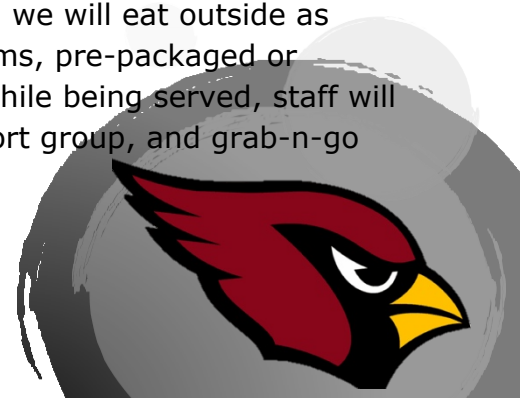 we will eat outside as
ms, pre-packaged or
hile being served, staff will
ort group, and grab-n-go